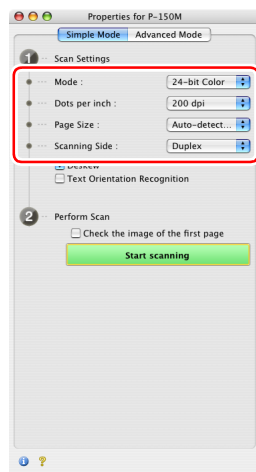 Properties for P-150M
Simple Mode Advanced Mode
1 Scan Settings
Mode : 24-bit Color
Dots per inch : 200 dpi
Page Size : Auto-detect...
Scanning Side : Duplex
Deskew
Text Orientation Recognition
2 Perform Scan
Check the image of the first page
Start scanning